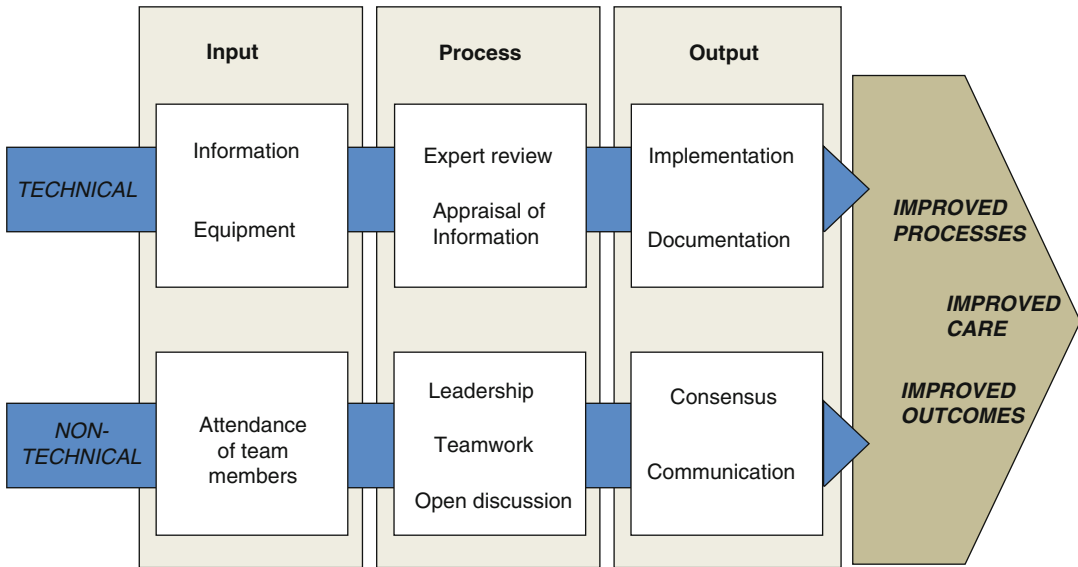 Input
Process
Output
TECHNICAL
Information
Equipment
Expert review
Appraisal of
Information
Implementation
Documentation
NON-
TECHNICAL
Attendance
of team
members
Leadership
Teamwork
Open discussion
Consensus
Communication
IMPROVED
PROCESSES
IMPROVED
CARE
IMPROVED
OUTCOMES